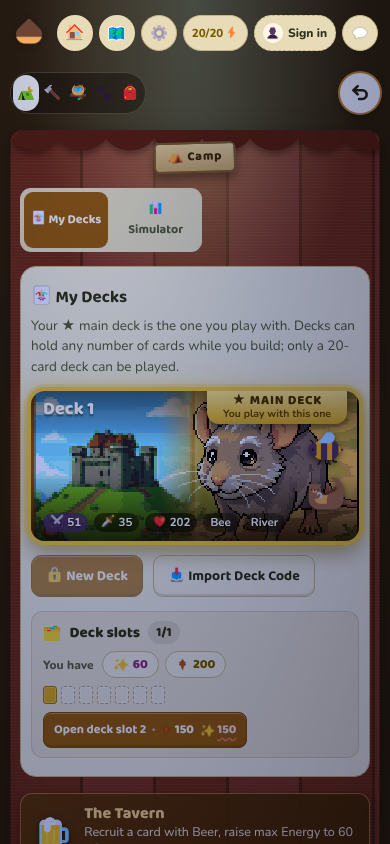 20/20
Sign in
Camp
My Decks
Simulator
My Decks
Your ★ main deck is the one you play with. Decks can
hold any number of cards while you build; only a 20-
card deck can be played.
Deck 1
★ MAIN DECK
You play with this one
51
35
202
Bee
River
New Deck
Import Deck Code
Deck slots
1/1
You have
60
200
Open deck slot 2 · 150 150
The Tavern
Recruit a card with Beer, raise max Energy to 60